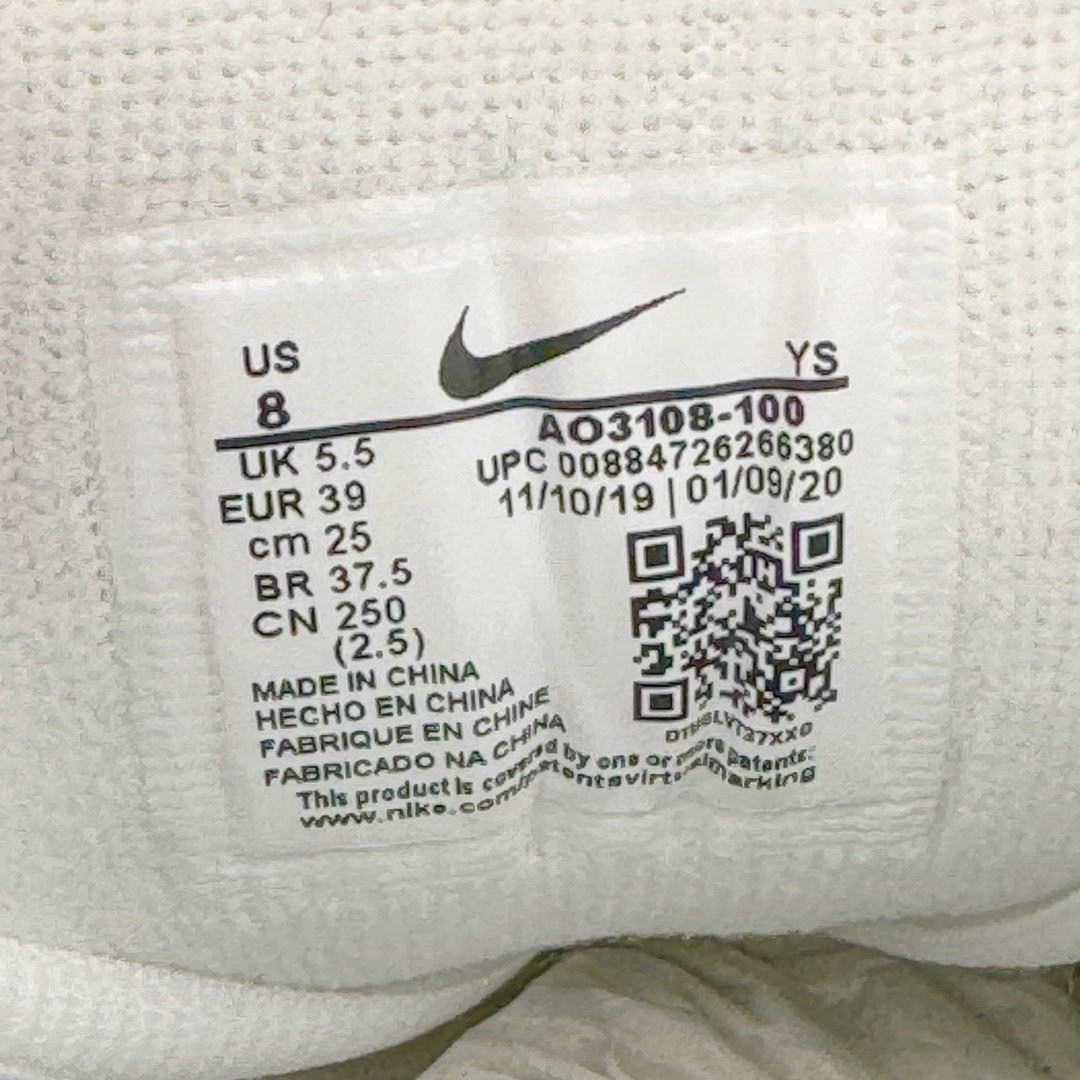 US
8
YS
UK 5.5
EUR 39
cm 25
BR 37.5
CN 250
(2.5)
AO3108-100
UPC 00884726266380
11/10/19 | 01/09/20
MADE IN CHINA
HECHO EN CHINA
FABRIQUE EN CHINE
FABRICADO NA CHINA
This product is covered by one or more patents:
www.nike.com/patentsvirtualmarking